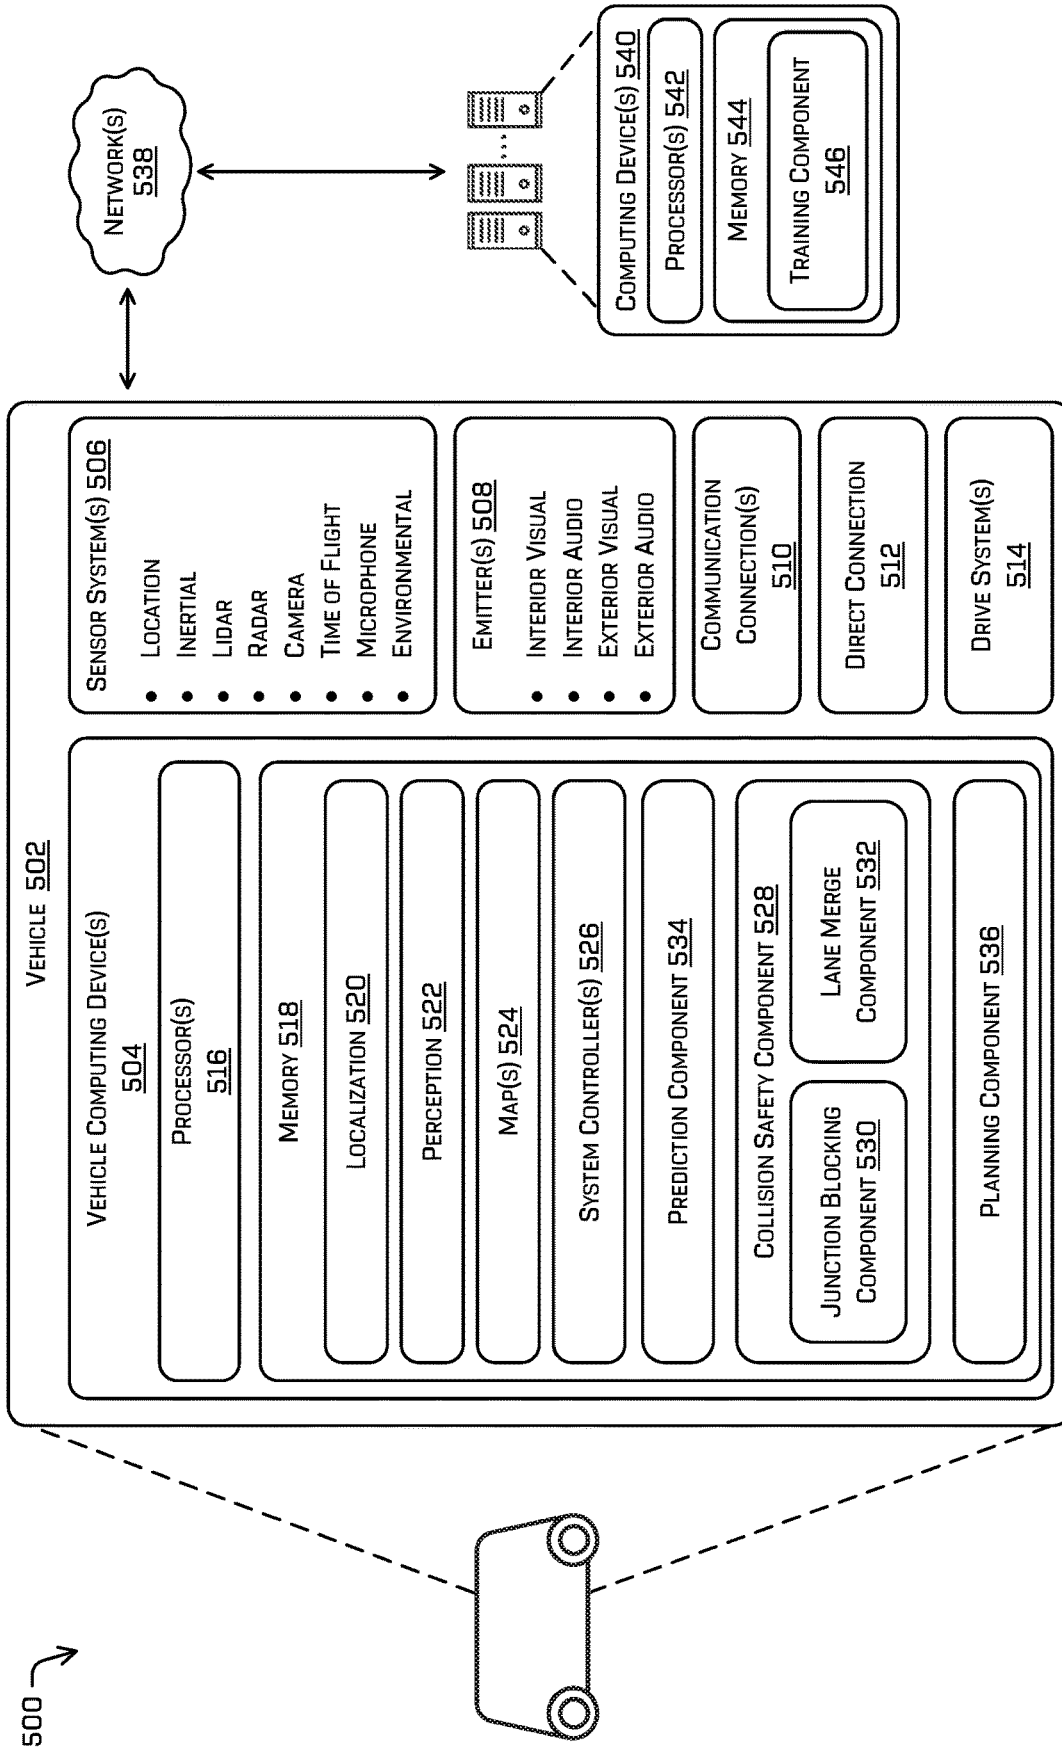 500
VEHICLE 502
VEHICLE COMPUTING DEVICE(S)
504
PROCESSOR(S)
516
MEMORY 518
LOCALIZATION 520
PERCEPTION 522
MAP(S) 524
SYSTEM CONTROLLER(S) 526
PREDICTION COMPONENT 534
COLLISION SAFETY COMPONENT 528
JUNCTION BLOCKING
COMPONENT 530
LANE MERGE
COMPONENT 532
PLANNING COMPONENT 536
SENSOR SYSTEM(S) 506
• LOCATION
• INERTIAL
• LIDAR
• RADAR
• CAMERA
• TIME OF FLIGHT
• MICROPHONE
• ENVIRONMENTAL
EMITTER(S) 508
• INTERIOR VISUAL
• INTERIOR AUDIO
• EXTERIOR VISUAL
• EXTERIOR AUDIO
COMMUNICATION
CONNECTION(S)
510
DIRECT CONNECTION
512
DRIVE SYSTEM(S)
514
NETWORK(S)
538
COMPUTING DEVICE(S) 540
PROCESSOR(S) 542
MEMORY 544
TRAINING COMPONENT
546